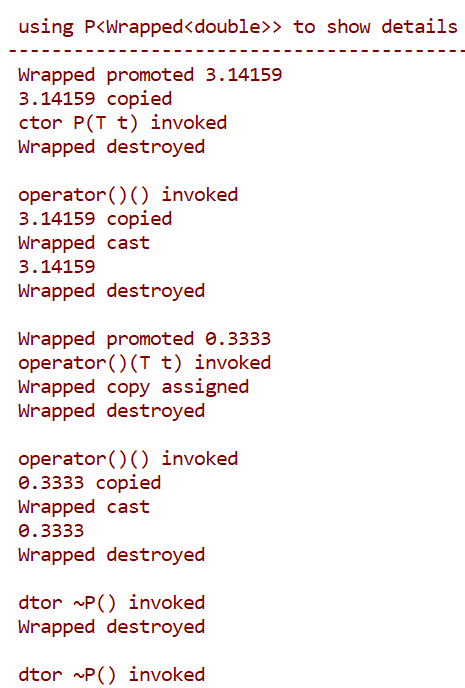 using P<Wrapped<double>> to show details
-----------------------------------------
Wrapped promoted 3.14159
3.14159 copied
ctor P(T t) invoked
Wrapped destroyed
operator()() invoked
3.14159 copied
Wrapped cast
3.14159
Wrapped destroyed
Wrapped promoted 0.3333
operator()(T t) invoked
Wrapped copy assigned
Wrapped destroyed
operator()() invoked
0.3333 copied
Wrapped cast
0.3333
Wrapped destroyed
dtor ~P() invoked
Wrapped destroyed
dtor ~P() invoked